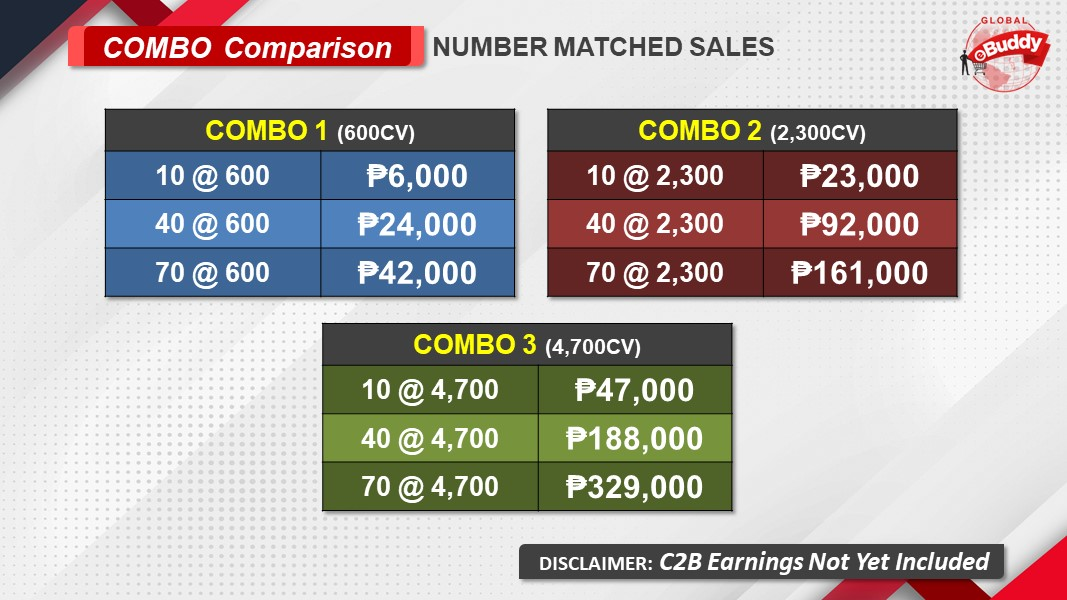 COMBO Comparison NUMBER MATCHED SALES
GLOBAL
eBuddy
COMBO 1 (600CV)
10 @ 600 ₱6,000
40 @ 600 ₱24,000
70 @ 600 ₱42,000
COMBO 2 (2,300CV)
10 @ 2,300 ₱23,000
40 @ 2,300 ₱92,000
70 @ 2,300 ₱161,000
COMBO 3 (4,700CV)
10 @ 4,700 ₱47,000
40 @ 4,700 ₱188,000
70 @ 4,700 ₱329,000
DISCLAIMER: C2B Earnings Not Yet Included